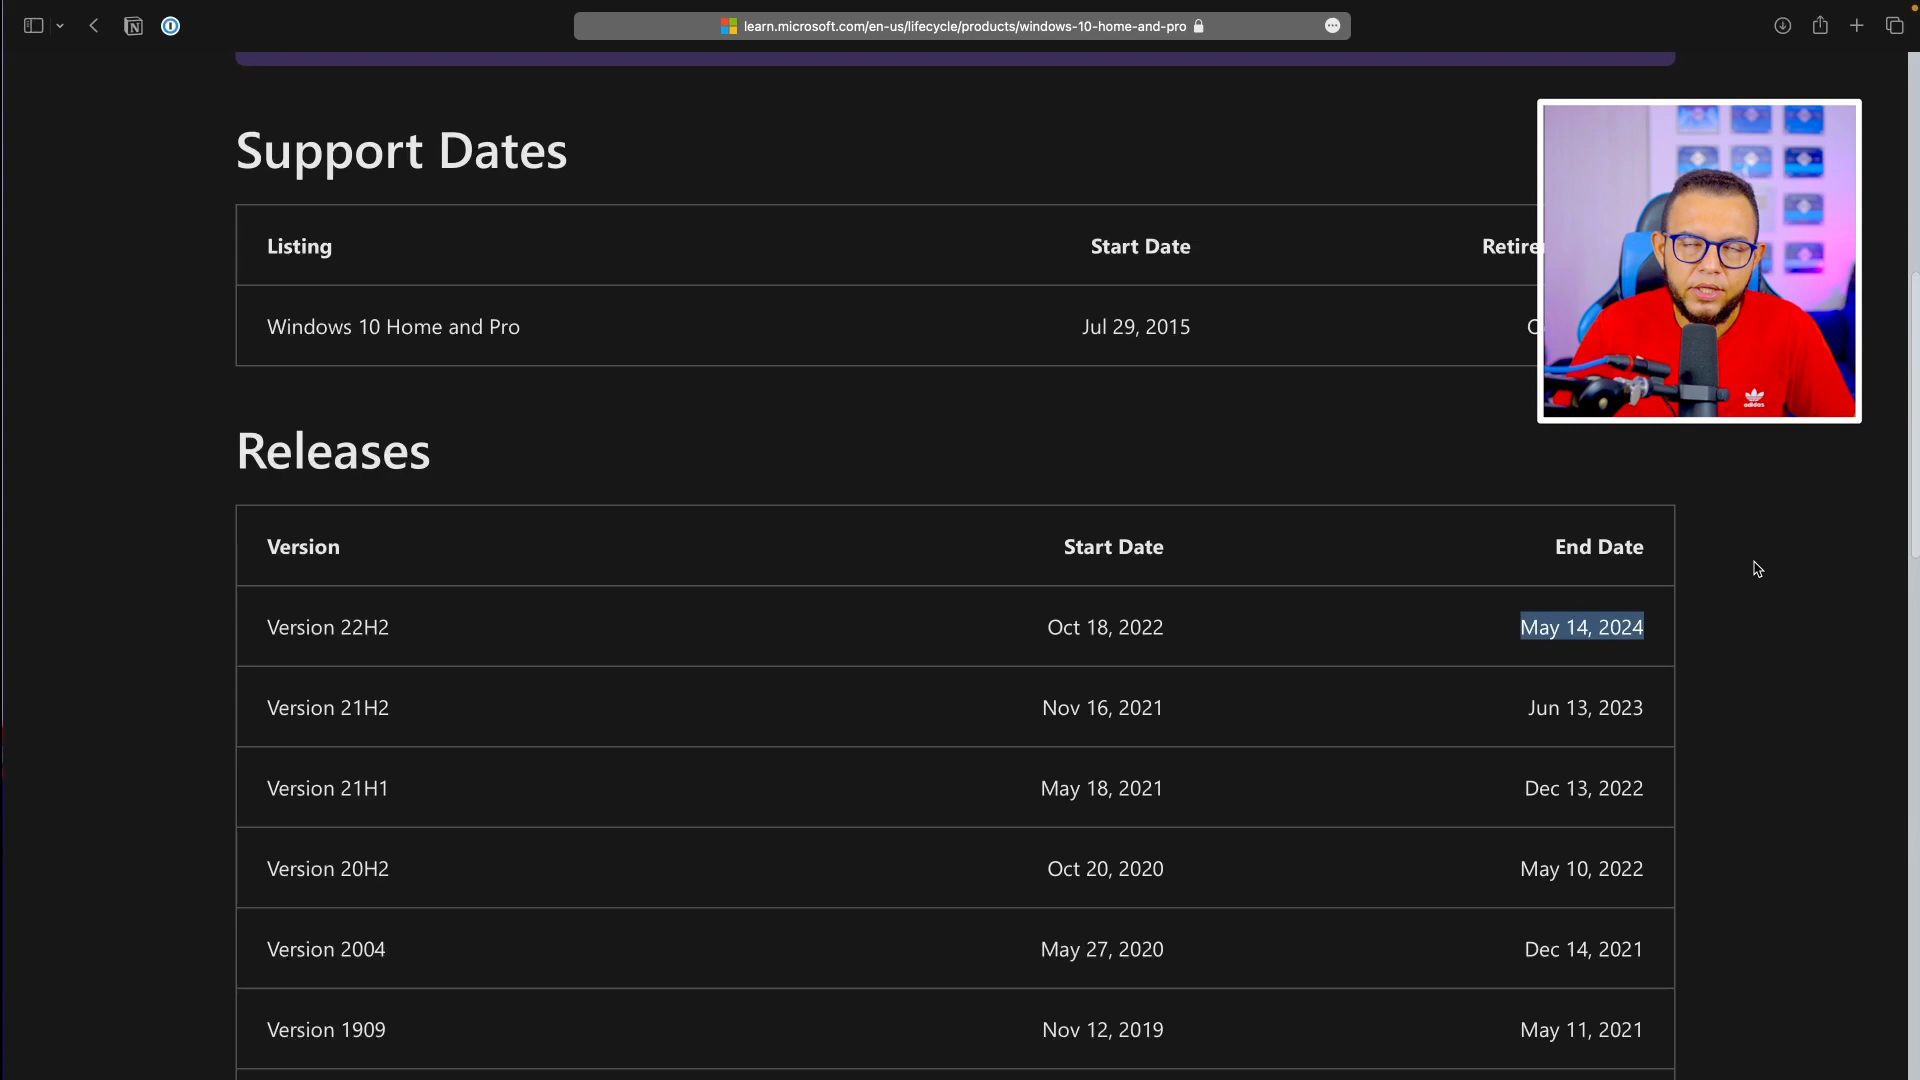 learn.microsoft.com/en-us/lifecycle/products/windows-10-home-and-pro
Support Dates
Listing Start Date
Windows 10 Home and Pro Jul 29, 2015
Releases
Version Start Date End Date
Version 22H2 Oct 18, 2022 May 14, 2024
Version 21H2 Nov 16, 2021 Jun 13, 2023
Version 21H1 May 18, 2021 Dec 13, 2022
Version 20H2 Oct 20, 2020 May 10, 2022
Version 2004 May 27, 2020 Dec 14, 2021
Version 1909 Nov 12, 2019 May 11, 2021
adidas